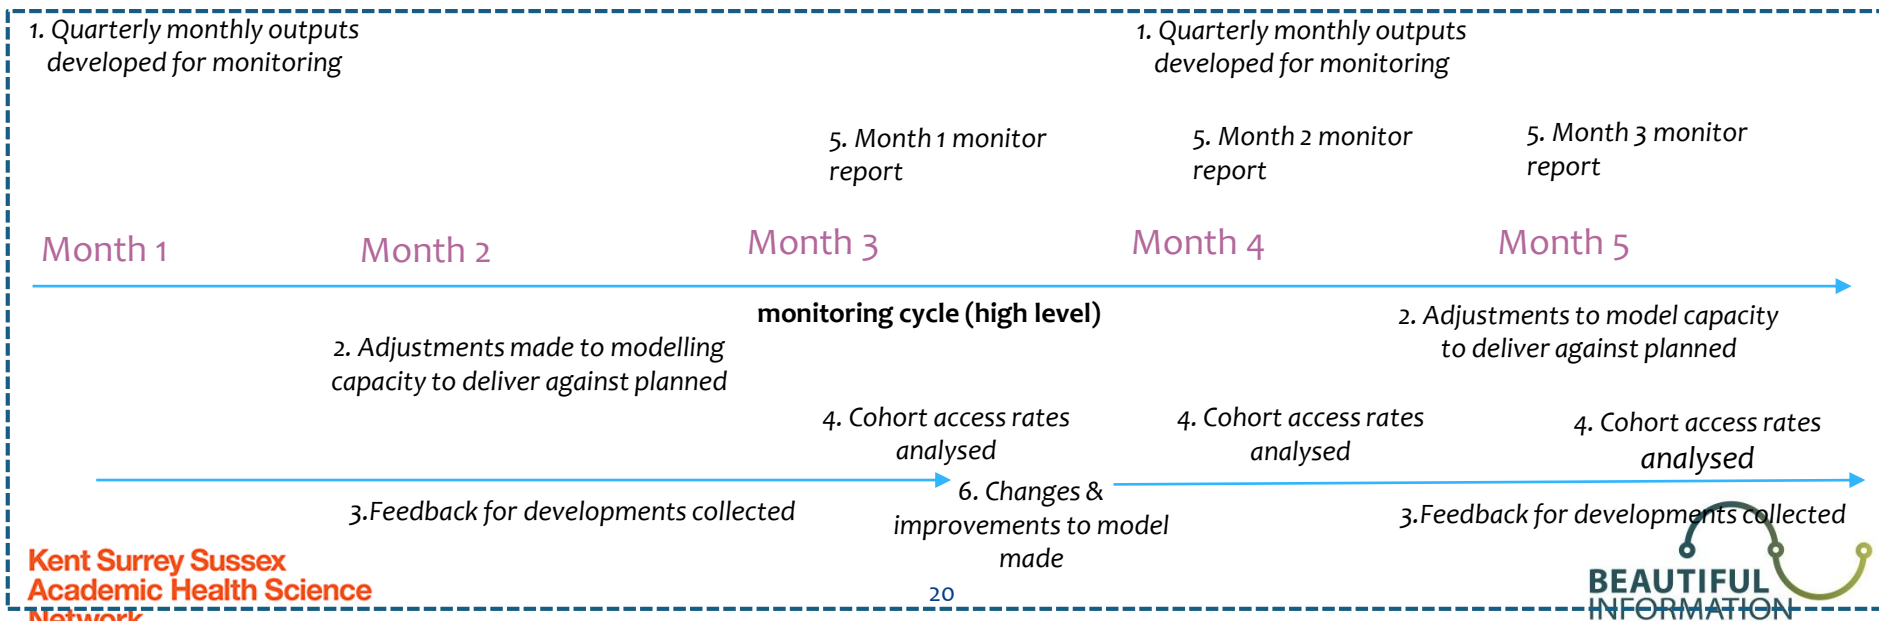 1. Quarterly monthly outputs
developed for monitoring
1. Quarterly monthly outputs
developed for monitoring
5. Month 1 monitor
report
5. Month 2 monitor
report
5. Month 3 monitor
report
Month 1
Month 2
Month 3
Month 4
Month 5
monitoring cycle (high level)
2. Adjustments made to modelling
capacity to deliver against planned
2. Adjustments to model capacity
to deliver against planned
4. Cohort access rates
analysed
4. Cohort access rates
analysed
4. Cohort access rates
analysed
3.Feedback for developments collected
6. Changes &
improvements to model
made
3.Feedback for developments collected
Kent Surrey Sussex
Academic Health Science
Network
20
BEAUTIFUL
INFORMATION